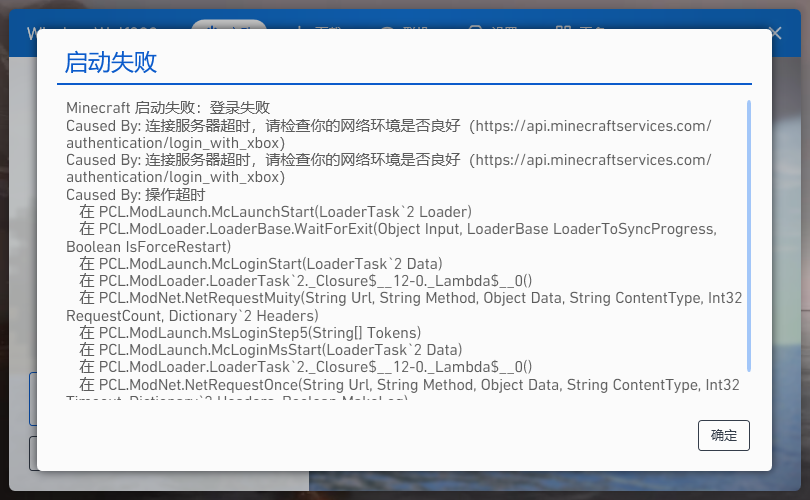 启动失败
Minecraft 启动失败：登录失败
Caused By: 连接服务器超时，请检查你的网络环境是否良好（https://api.minecraftservices.com/
authentication/login_with_xbox）
Caused By: 连接服务器超时，请检查你的网络环境是否良好（https://api.minecraftservices.com/
authentication/login_with_xbox）
Caused By: 操作超时
在 PCL.ModLaunch.McLaunchStart(LoaderTask`2 Loader)
在 PCL.ModLoader.LoaderBase.WaitForExit(Object Input, LoaderBase LoaderToSyncProgress,
Boolean IsForceRestart)
在 PCL.ModLaunch.McLoginStart(LoaderTask`2 Data)
在 PCL.ModLoader.LoaderTask`2._Closure$__12-0._Lambda$__0()
在 PCL.ModNet.NetRequestMuity(String Url, String Method, Object Data, String ContentType, Int32
RequestCount, Dictionary`2 Headers)
在 PCL.ModLaunch.MsLoginStep5(String[] Tokens)
在 PCL.ModLaunch.McLoginMsStart(LoaderTask`2 Data)
在 PCL.ModLoader.LoaderTask`2._Closure$__12-0._Lambda$__0()
在 PCL.ModNet.NetRequestOnce(String Url, String Method, Object Data, String ContentType, Int32
Timeout, Dictionary`2 Headers, Boolean MakeLog)
确定